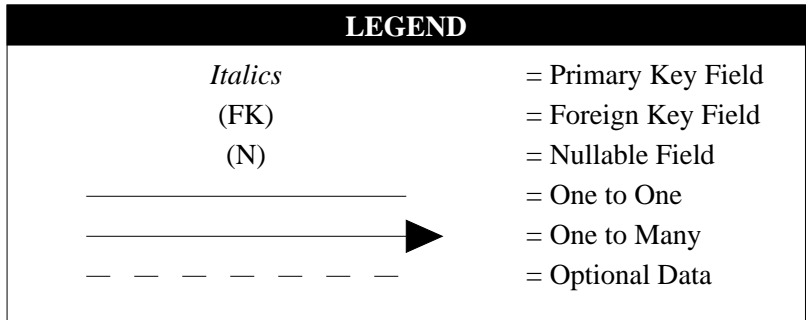 LEGEND
Italics = Primary Key Field
(FK) = Foreign Key Field
(N) = Nullable Field
= One to One
= One to Many
= Optional Data